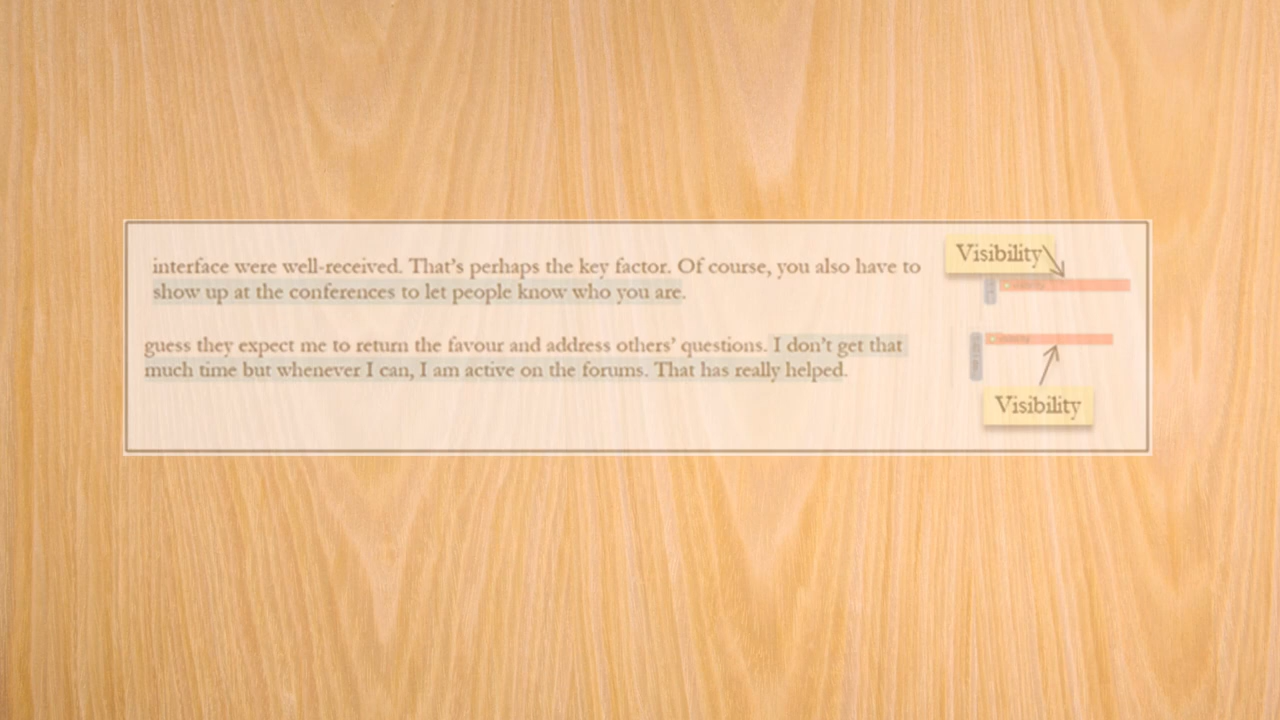 Visibility
interface were well-received. That's perhaps the key factor. Of course, you also have to
show up at the conferences to let people know who you are.
guess they expect me to return the favour and address others' questions. I don't get that
much time but whenever I can, I am active on the forums. That has really helped.
Visibility